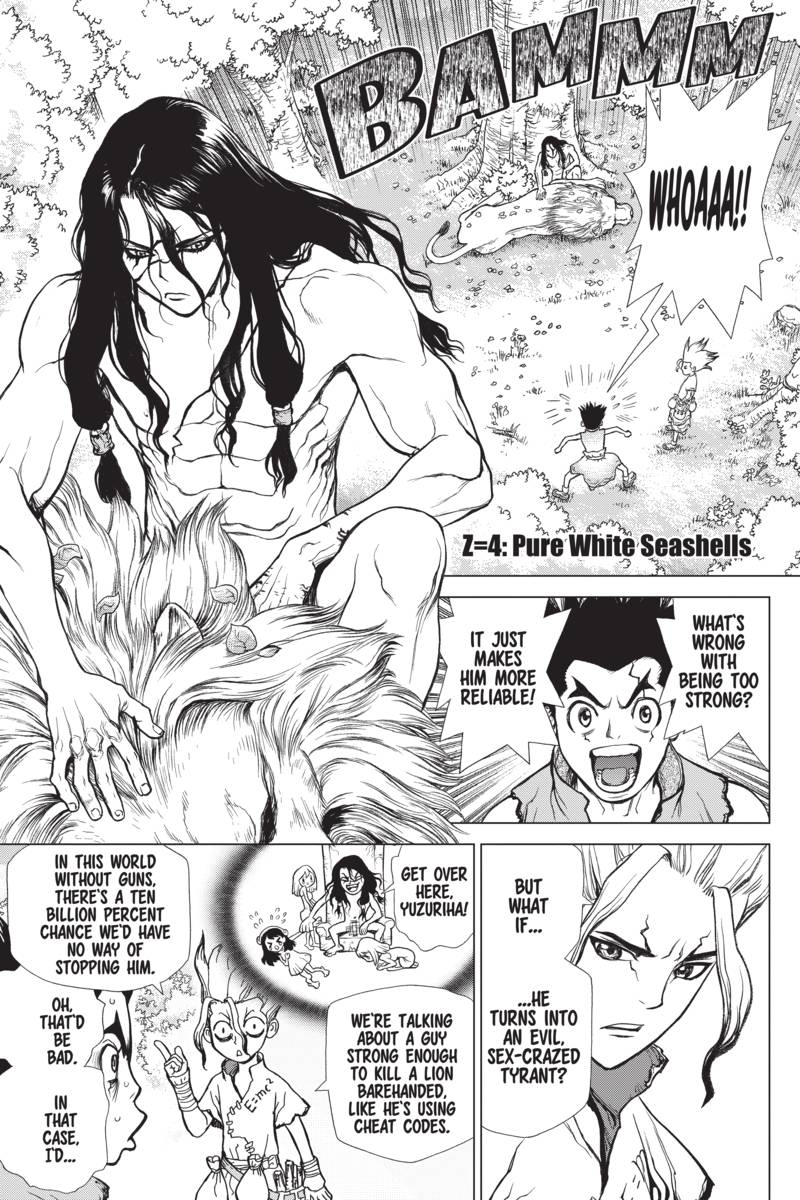 BAMMM
WHOAAA!!
Z=4: Pure White Seashells
WHAT'S
WRONG
WITH
BEING TOO
STRONG?
IT JUST
MAKES
HIM MORE
RELIABLE!
BUT
WHAT
IF...
...HE
TURNS INTO
AN EVIL,
SEX-CRAZED
TYRANT?
GET OVER
HERE,
YUZURIHA!
WE'RE TALKING
ABOUT A GUY
STRONG ENOUGH
TO KILL A LION
BAREHANDED,
LIKE HE'S USING
CHEAT CODES.
E=mc2
IN THIS WORLD
WITHOUT GUNS,
THERE'S A TEN
BILLION PERCENT
CHANCE WE'D HAVE
NO WAY OF
STOPPING HIM.
OH,
THAT'D
BE
BAD.
IN
THAT
CASE,
I'D...